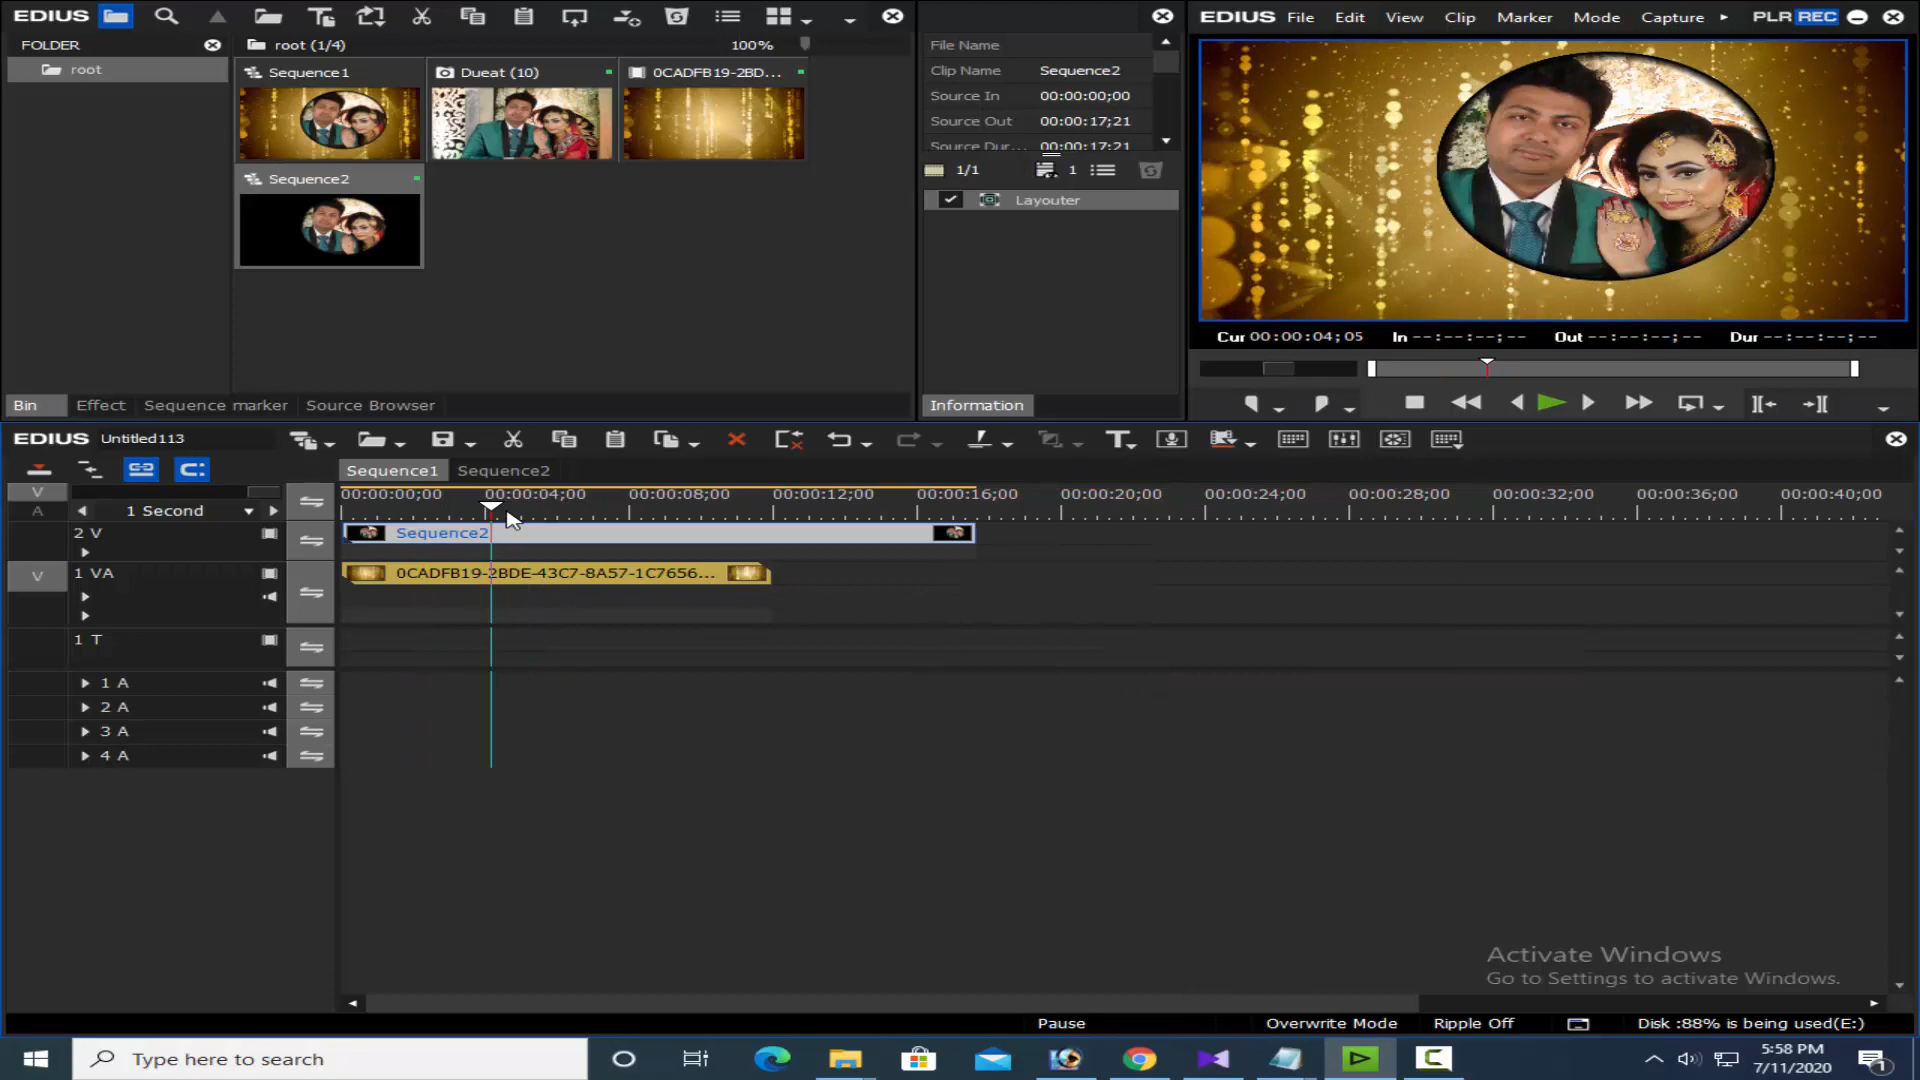 EDIUS
FOLDER
root
root (1/4)
100%
Sequence1
Dueat (10)
0CADFB19-2BD...
Sequence2
Bin
Effect
Sequence marker
Source Browser
File Name
Clip Name Sequence2
Source In 00:00:00;00
Source Out 00:00:17;21
Source Dur... 00:00:17;21
1/1
1
Layouter
Information
EDIUS File Edit View Clip Marker Mode Capture PLR REC
Cur 00:00:04;05 In --:--:--;-- Out --:--:--;-- Dur --:--:--;--
EDIUS Untitled113
Sequence1 Sequence2
V
A
1 Second
00:00:00;00 00:00:04;00 00:00:08;00 00:00:12;00 00:00:16;00 00:00:20;00 00:00:24;00 00:00:28;00 00:00:32;00 00:00:36;00 00:00:40;00
2 V
Sequence2
V
1 VA
0CADFB19-2BDE-43C7-8A57-1C7656...
1 T
1 A
2 A
3 A
4 A
Activate Windows
Go to Settings to activate Windows.
Pause
Overwrite Mode
Ripple Off
Disk :88% is being used(E:)
Type here to search
5:58 PM
7/11/2020
1